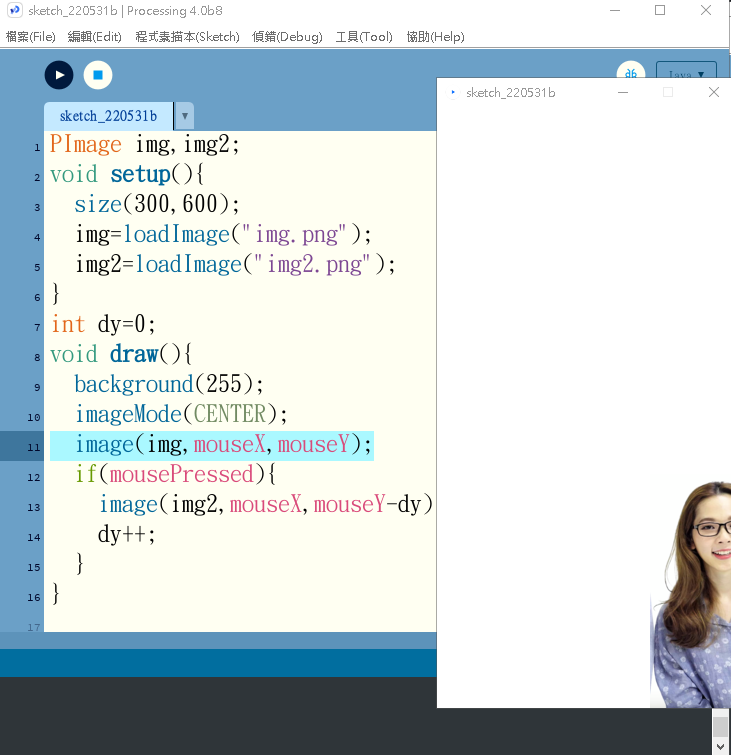 sketch_220531b | Processing 4.0b8
檔案(File) 編輯(Edit) 程式素描本(Sketch) 偵錯(Debug) 工具(Tool) 協助(Help)
Java ▼
sketch_220531b ▼
sketch_220531b
1 PImage img,img2;
2 void setup(){
3 size(300,600);
4 img=loadImage("img.png");
5 img2=loadImage("img2.png");
6 }
7 int dy=0;
8 void draw(){
9 background(255);
10 imageMode(CENTER);
11 image(img,mouseX,mouseY);
12 if(mousePressed){
13 image(img2,mouseX,mouseY-dy)
14 dy++;
15 }
16 }
17